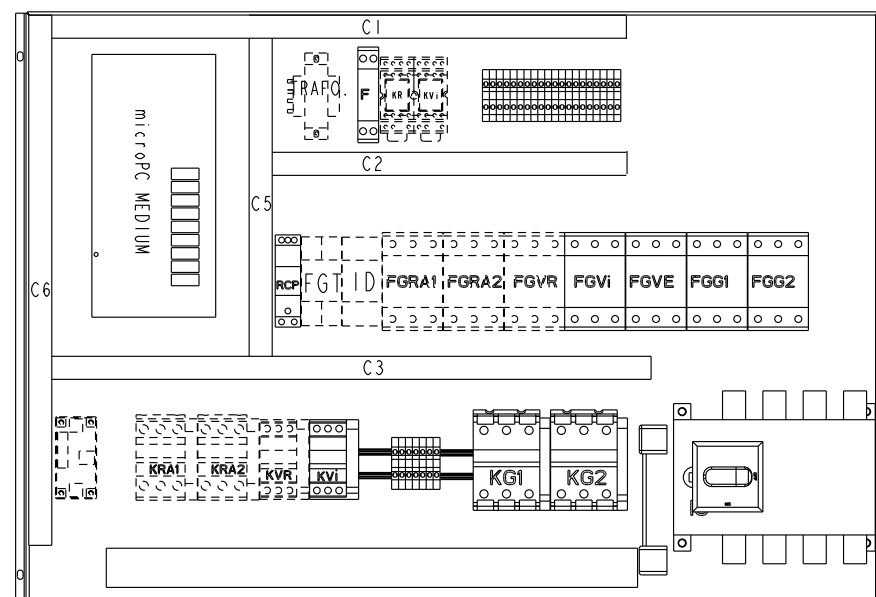 C1
TRAFO.
F
KR
KVi
microPC MEDIUM
C2
C5
C6
RCP
FGT
ID
FGRA1
FGRA2
FGVR
FGVi
FGVE
FGG1
FGG2
C3
KRA1
KRA2
KVR
KVi
KG1
KG2